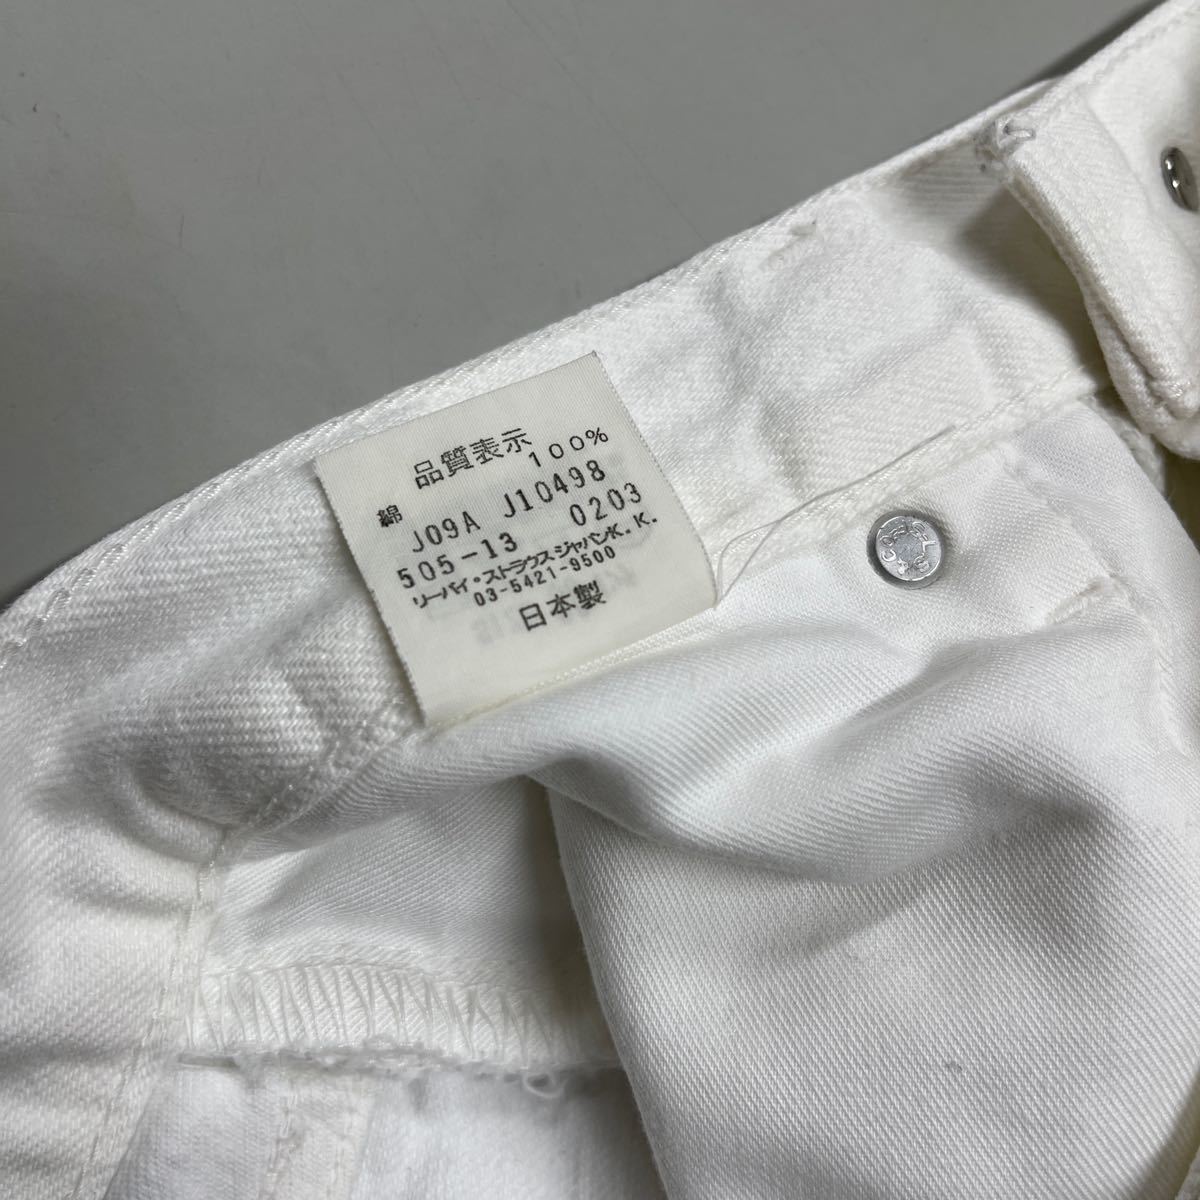 品質表示
綿 100%
J09A J10498
505-13 0203
リーバイ・ストラウス ジャパンK.K.
03-5421-9500
日本製